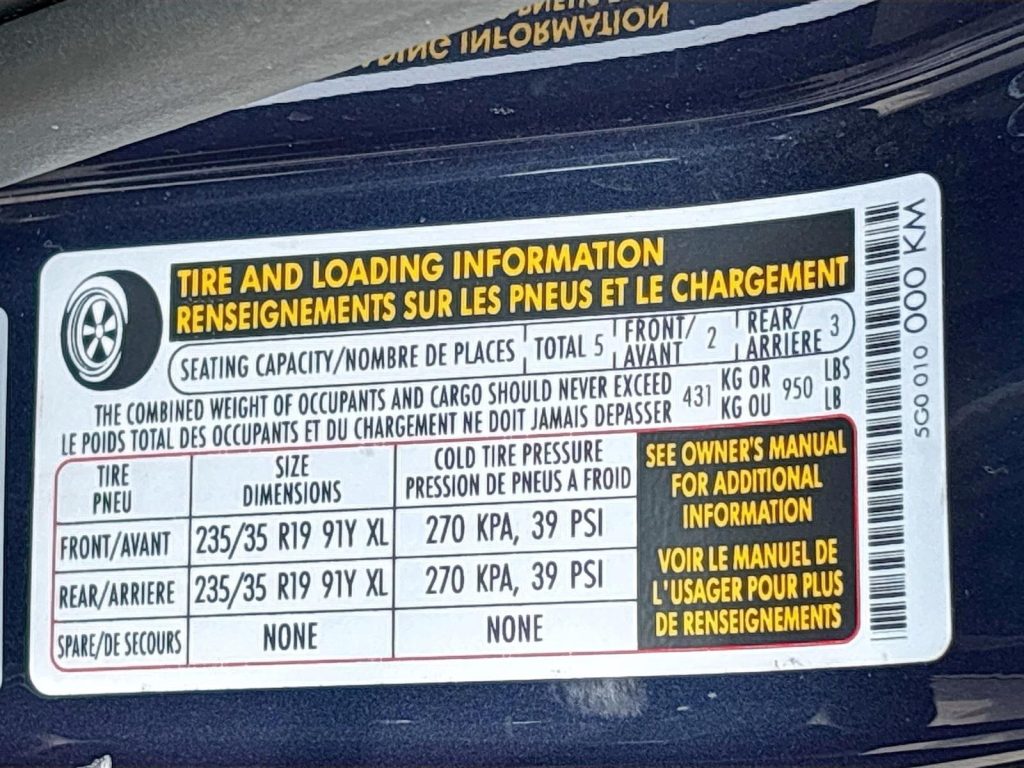 TIRE AND LOADING INFORMATION
RENSEIGNEMENTS SUR LES PNEUS ET LE CHARGEMENT
SEATING CAPACITY/NOMBRE DE PLACES TOTAL 5 FRONT/AVANT 2 REAR/ARRIERE 3
THE COMBINED WEIGHT OF OCCUPANTS AND CARGO SHOULD NEVER EXCEED
LE POIDS TOTAL DES OCCUPANTS ET DU CHARGEMENT NE DOIT JAMAIS DEPASSER
431 KG OR 950 LBS
KG OU LB
TIRE SIZE COLD TIRE PRESSURE
PNEU DIMENSIONS PRESSION DE PNEUS A FROID
FRONT/AVANT 235/35 R19 91Y XL 270 KPA, 39 PSI
REAR/ARRIERE 235/35 R19 91Y XL 270 KPA, 39 PSI
SPARE/DE SECOURS NONE NONE
SEE OWNER'S MANUAL
FOR ADDITIONAL
INFORMATION
VOIR LE MANUEL DE
L'USAGER POUR PLUS
DE RENSEIGNEMENTS
5G0 010 000 KM